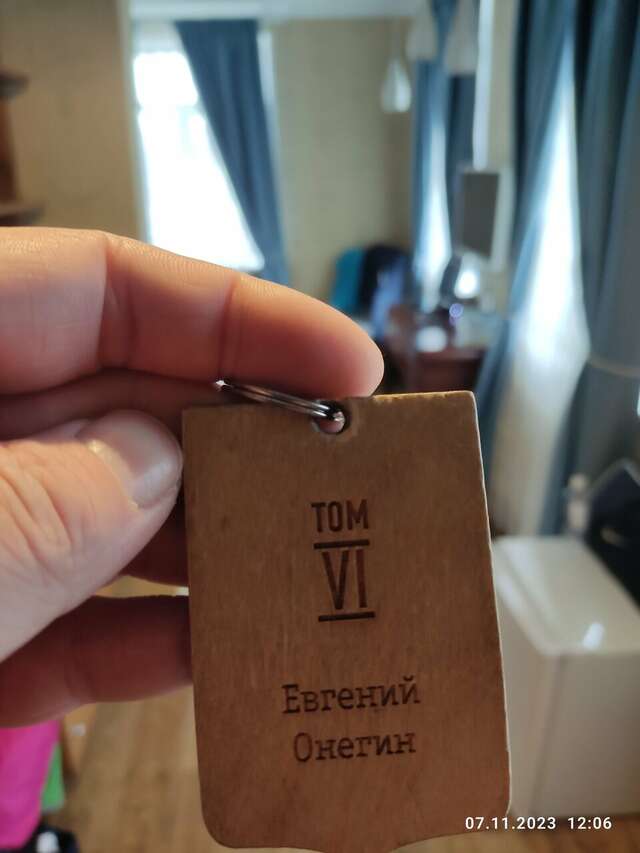 ТОМ
VI
Евгений
Онегин
07.11.2023 12:06